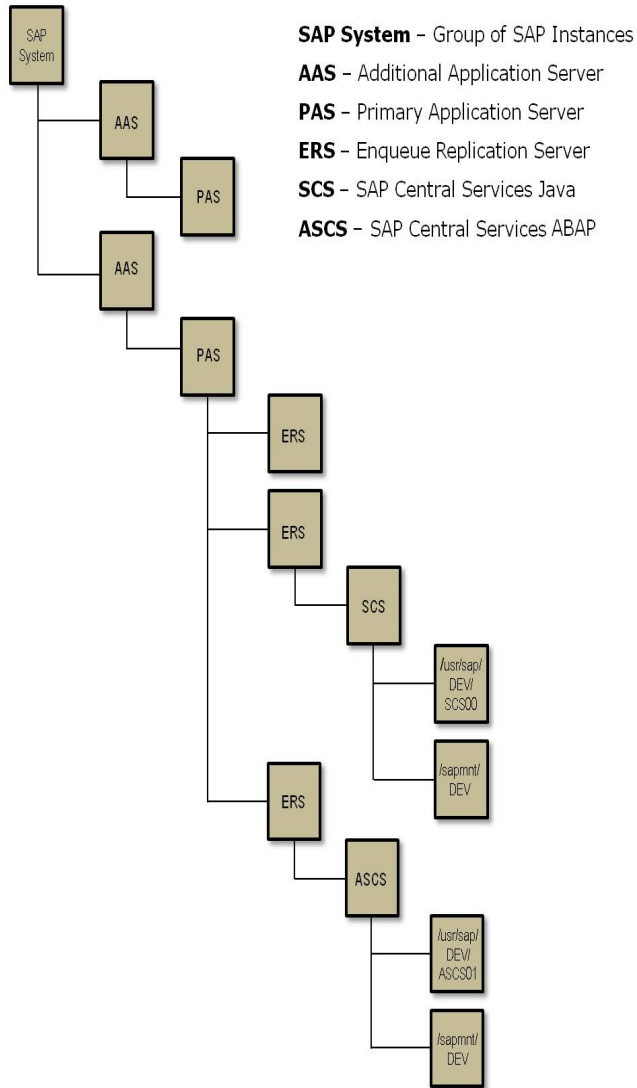 SAP
System
SAP System – Group of SAP Instances
AAS – Additional Application Server
PAS – Primary Application Server
ERS – Enqueue Replication Server
SCS – SAP Central Services Java
ASCS – SAP Central Services ABAP
AAS
PAS
AAS
PAS
ERS
ERS
SCS
/usr/sap/
DEV/
SCS00
/sapmnt/
DEV
ERS
ASCS
/usr/sap/
DEV/
ASCS01
/sapmnt/
DEV